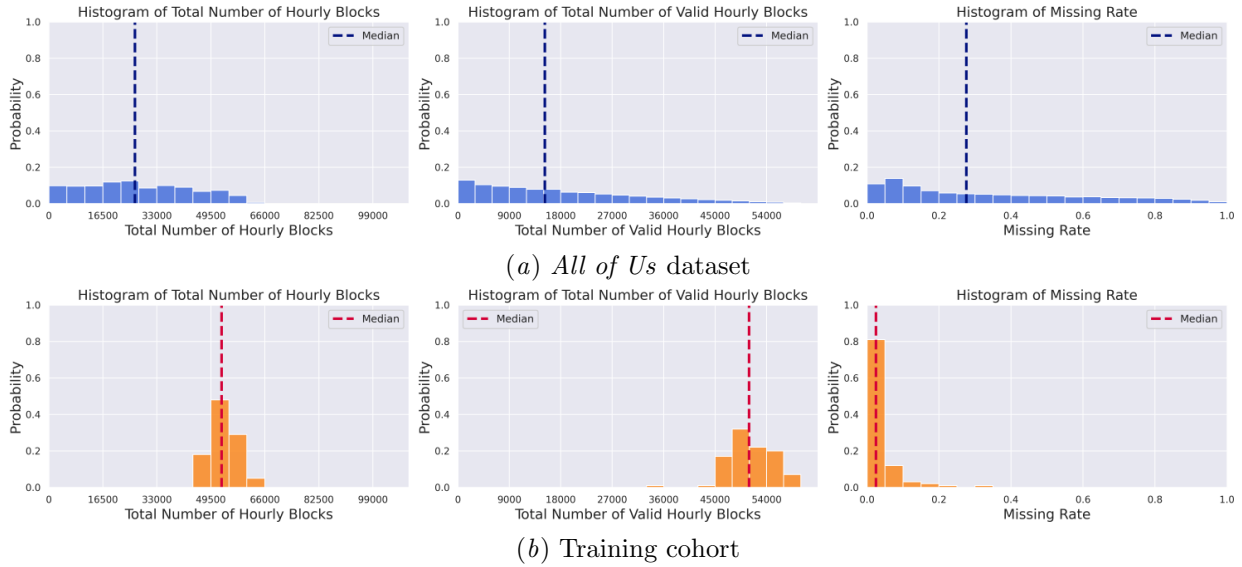 Histogram of Total Number of Hourly Blocks
Probability
1.0
0.8
0.6
0.4
0.2
0.0
Median
0 16500 33000 49500 66000 82500 99000
Total Number of Hourly Blocks
Histogram of Total Number of Valid Hourly Blocks
Probability
1.0
0.8
0.6
0.4
0.2
0.0
Median
0 9000 18000 27000 36000 45000 54000
Total Number of Valid Hourly Blocks
Histogram of Missing Rate
Probability
1.0
0.8
0.6
0.4
0.2
0.0
Median
0.0 0.2 0.4 0.6 0.8 1.0
Missing Rate
(a) All of Us dataset
Histogram of Total Number of Hourly Blocks
Probability
1.0
0.8
0.6
0.4
0.2
0.0
Median
0 16500 33000 49500 66000 82500 99000
Total Number of Hourly Blocks
Histogram of Total Number of Valid Hourly Blocks
Probability
1.0
0.8
0.6
0.4
0.2
0.0
Median
0 9000 18000 27000 36000 45000 54000
Total Number of Valid Hourly Blocks
Histogram of Missing Rate
Probability
1.0
0.8
0.6
0.4
0.2
0.0
Median
0.0 0.2 0.4 0.6 0.8 1.0
Missing Rate
(b) Training cohort